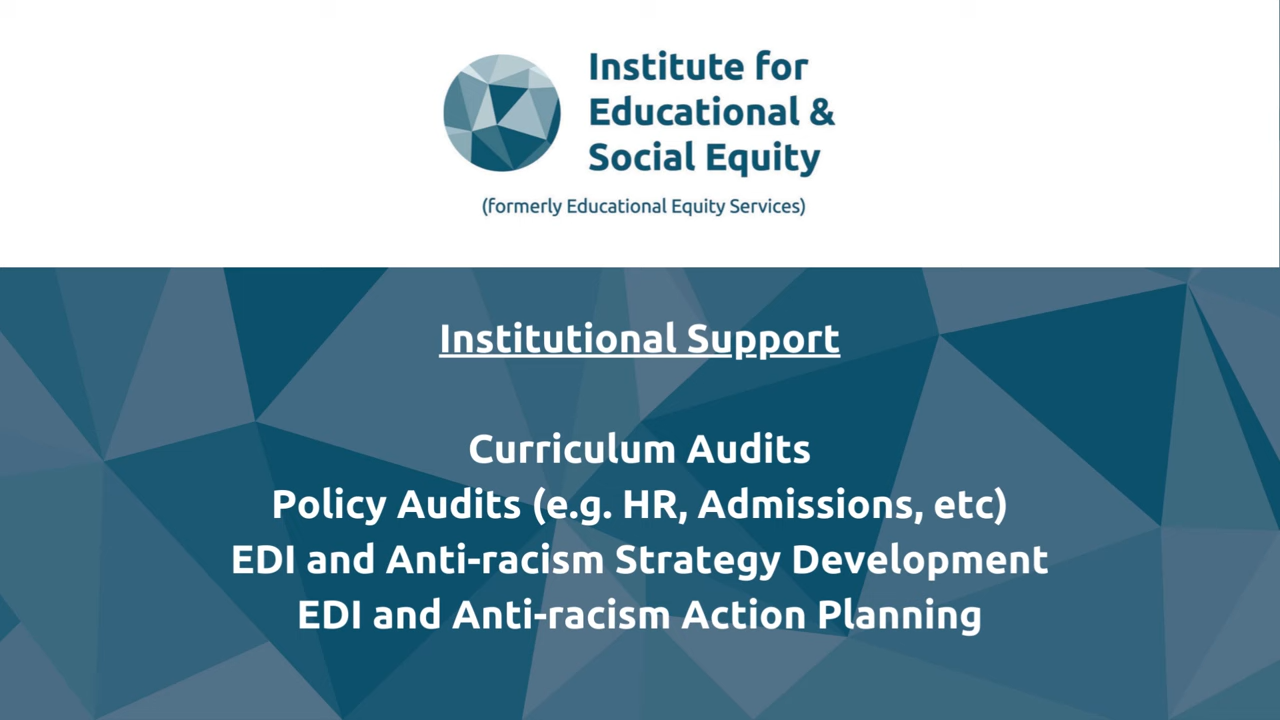 Institute for
Educational &
Social Equity
(formerly Educational Equity Services)
Institutional Support
Curriculum Audits
Policy Audits (e.g. HR, Admissions, etc)
EDI and Anti-racism Strategy Development
EDI and Anti-racism Action Planning